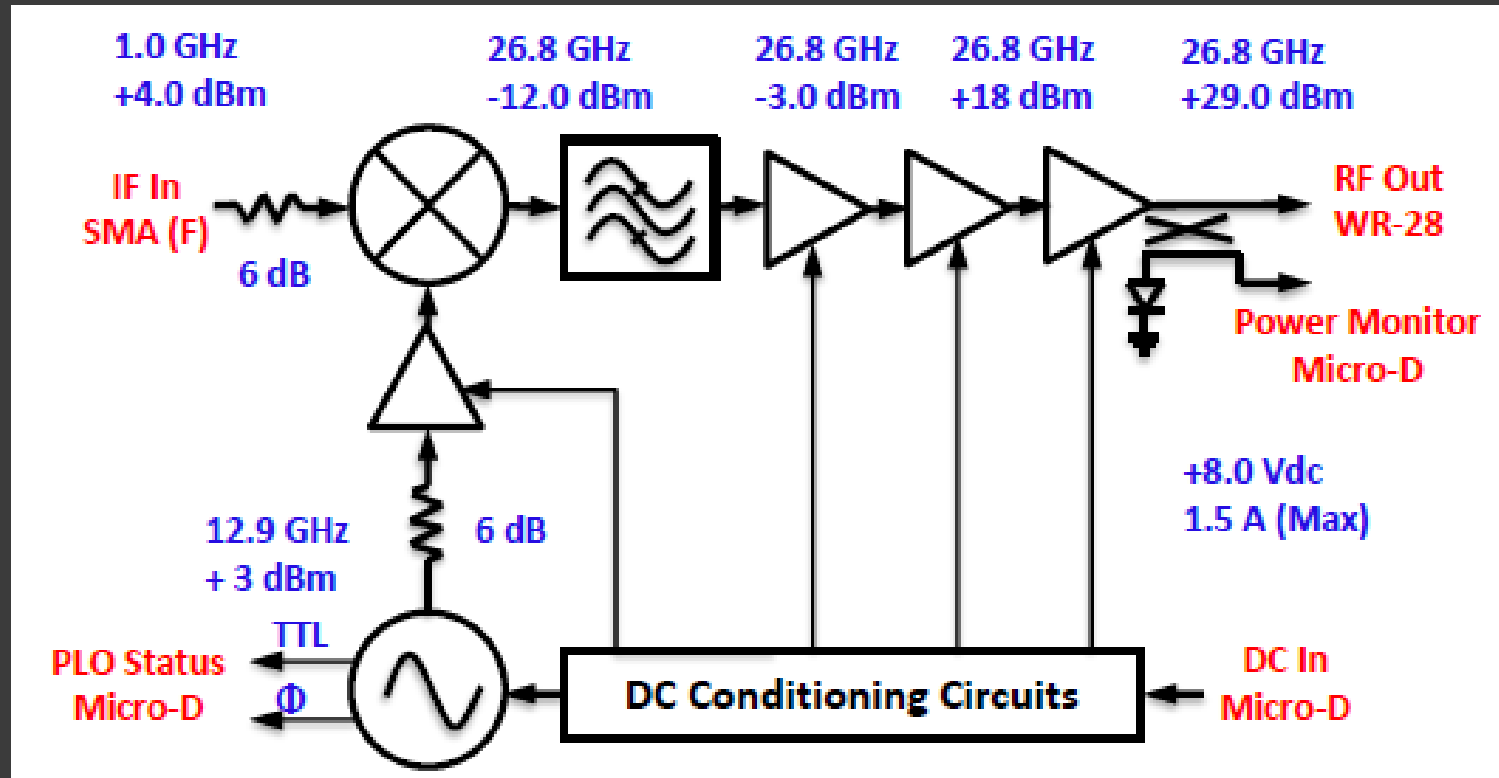 1.0 GHz
+4.0 dBm
26.8 GHz
-12.0 dBm
26.8 GHz
-3.0 dBm
26.8 GHz
+18 dBm
26.8 GHz
+29.0 dBm
IF In
SMA (F)
6 dB
RF Out
WR-28
Power Monitor
Micro-D
12.9 GHz
+ 3 dBm
6 dB
+8.0 Vdc
1.5 A (Max)
TTL
PLO Status
Micro-D
Φ
DC Conditioning Circuits
DC In
Micro-D